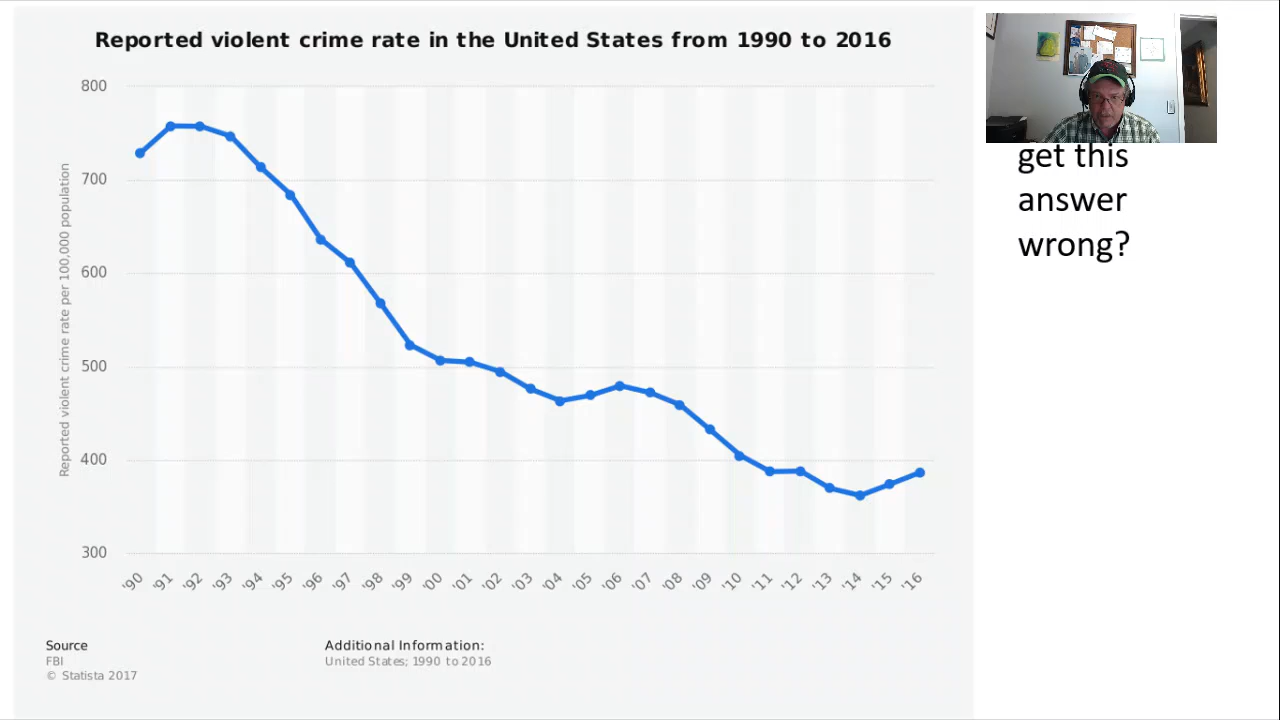 Reported violent crime rate in the United States from 1990 to 2016
800
700
600
500
400
300
Reported violent crime rate per 100,000 population
'90 '91 '92 '93 '94 '95 '96 '97 '98 '99 '00 '01 '02 '03 '04 '05 '06 '07 '08 '09 '10 '11 '12 '13 '14 '15 '16
Source
FBI
© Statista 2017
Additional Information:
United States; 1990 to 2016
get this
answer
wrong?